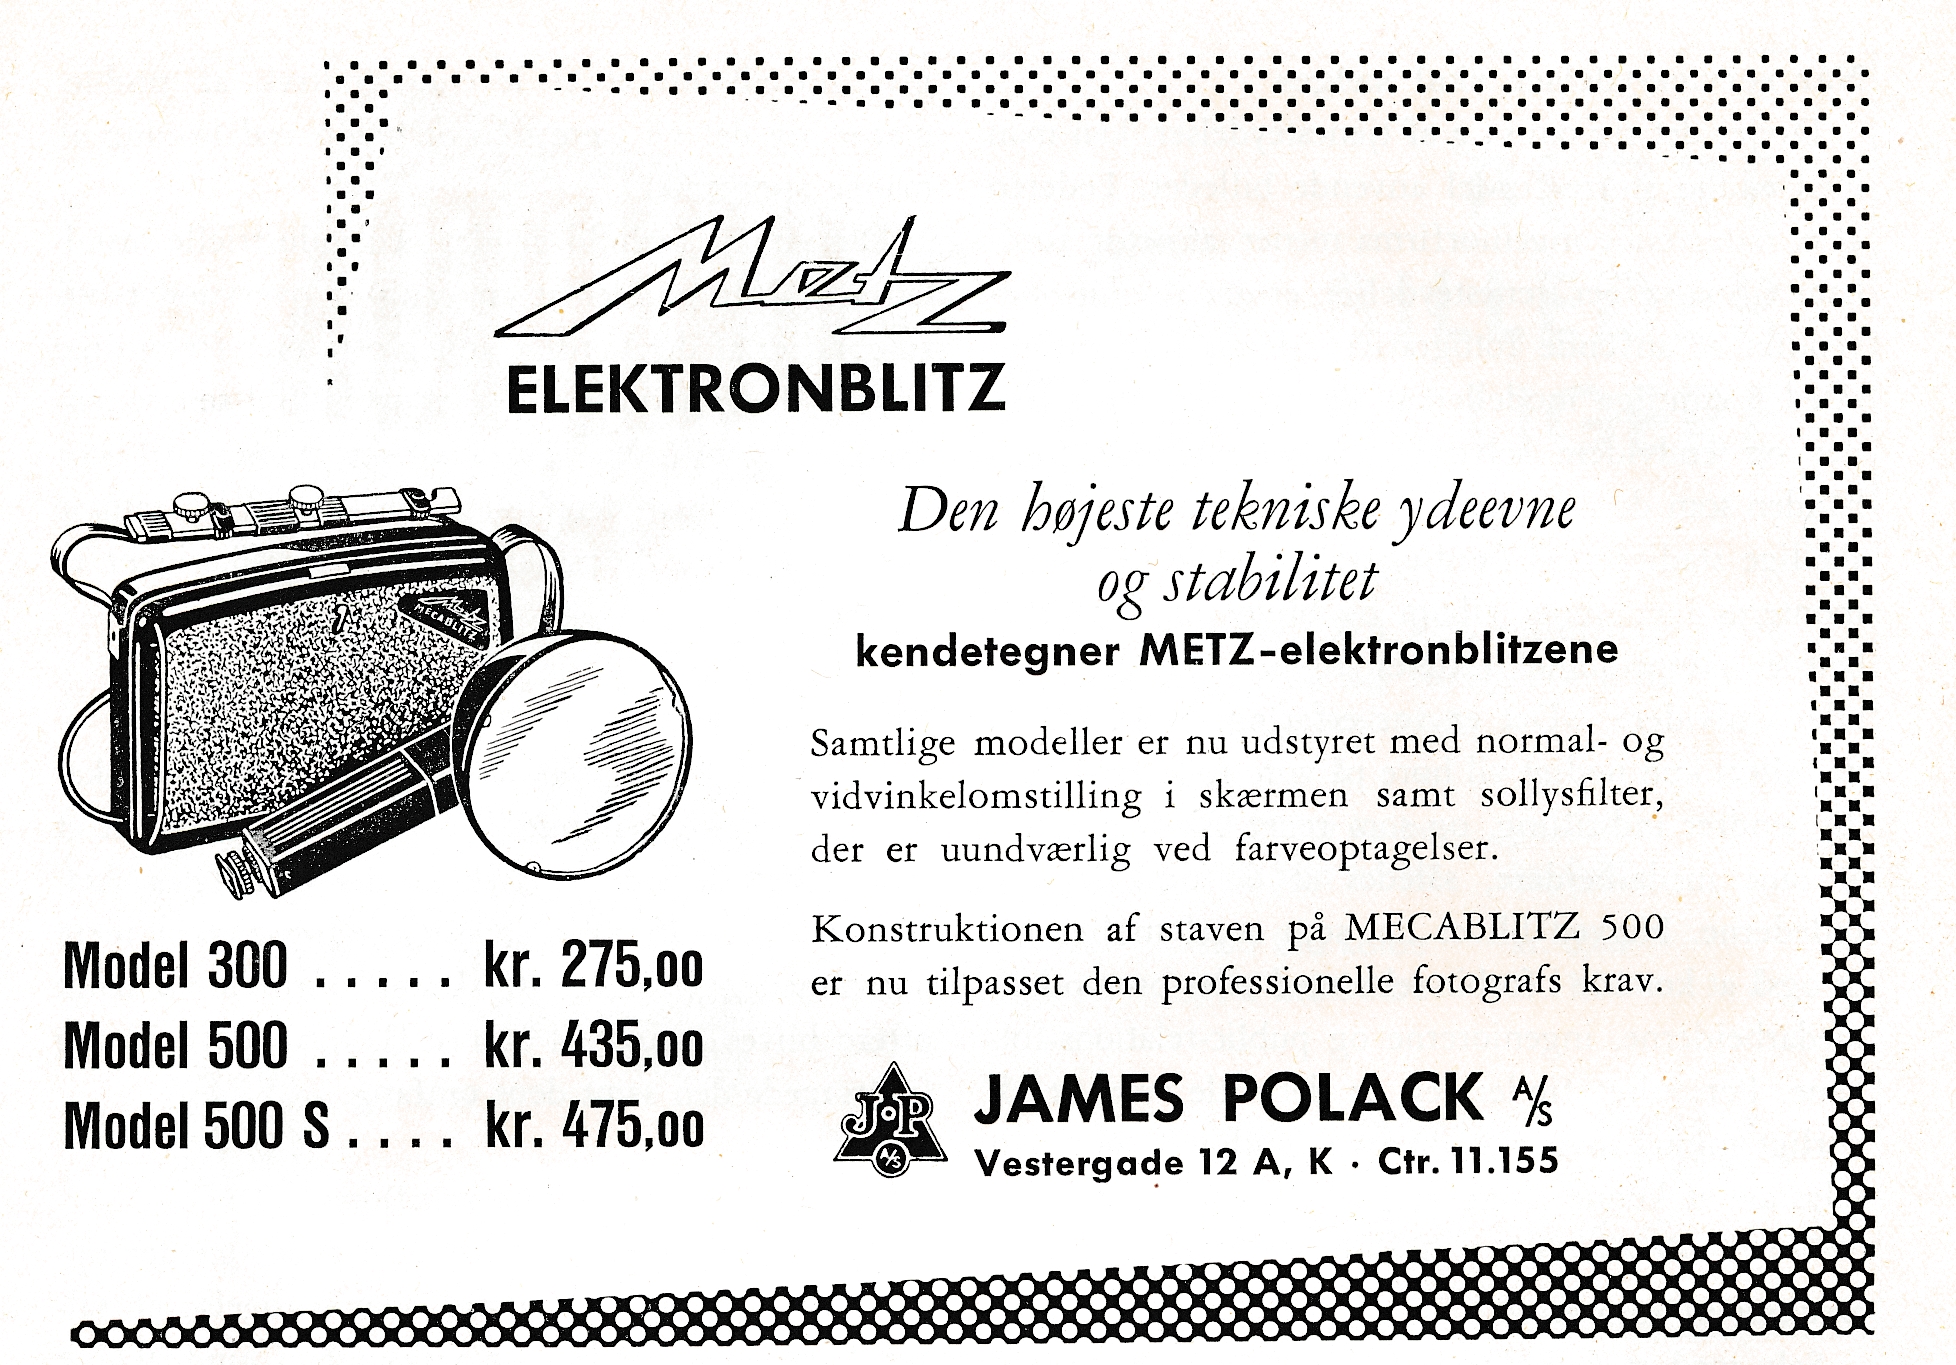 Metz
ELEKTRONBLITZ
Den højeste tekniske ydeevne
og stabilitet
kendetegner METZ-elektronblitzene
Samtlige modeller er nu udstyret med normal- og
vidvinkelomstilling i skærmen samt sollysfilter,
der er uundværlig ved farveoptagelser.
Konstruktionen af staven på MECABLITZ 500
er nu tilpasset den professionelle fotografs krav.
Metz
MECABLITZ
Model 300 ..... kr. 275,00
Model 500 ..... kr. 435,00
Model 500 S .... kr. 475,00
J P
A/S
JAMES POLACK A/S
Vestergade 12 A, K · Ctr. 11.155